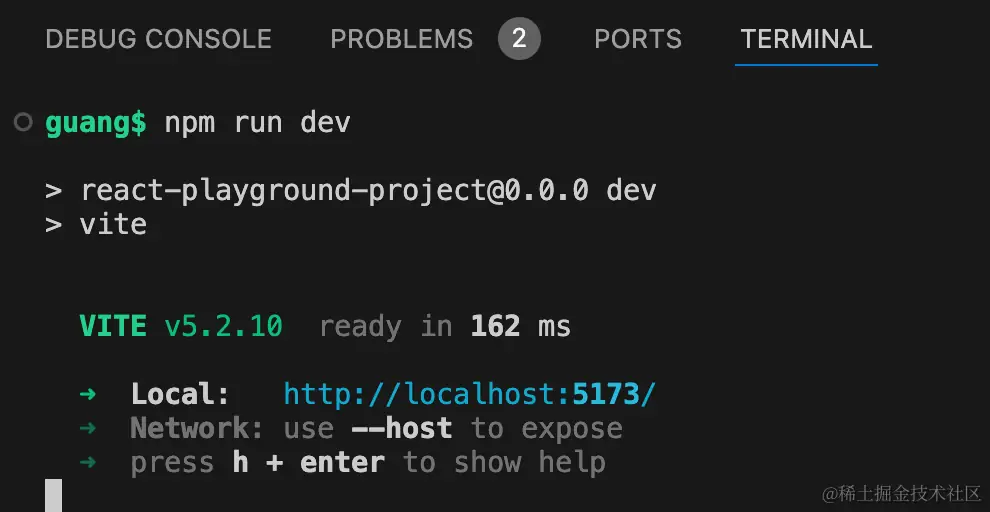 DEBUG CONSOLE PROBLEMS 2 PORTS TERMINAL
guang$ npm run dev
> react-playground-project@0.0.0 dev
> vite
VITE v5.2.10 ready in 162 ms
➜ Local: http://localhost:5173/
➜ Network: use --host to expose
➜ press h + enter to show help
@稀土掘金技术社区